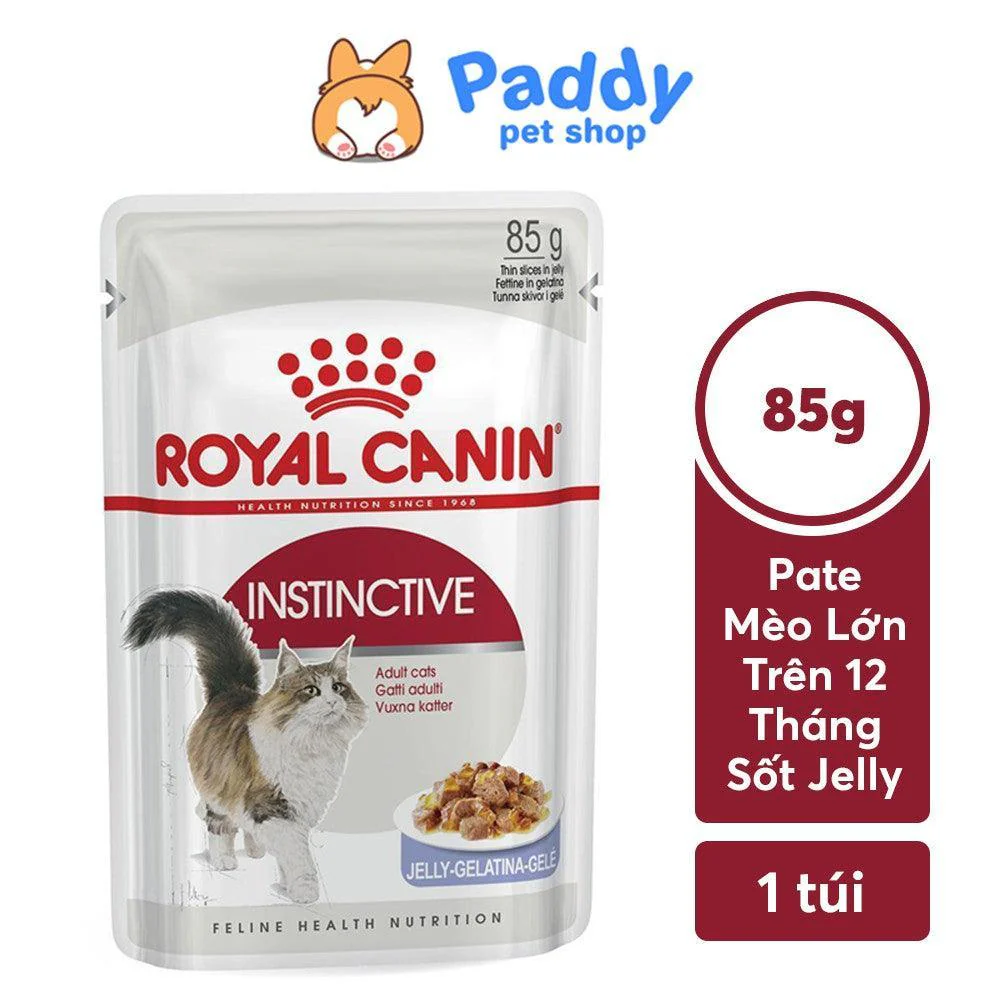 Paddy
pet shop
85 g
Thin slices in jelly
Fettine in gelatina
Tunna skivor i gelé
ROYAL CANIN®
HEALTH NUTRITION SINCE 1968
INSTINCTIVE
Adult cats
Gatti adulti
Vuxna katter
JELLY-GELATINA-GELÉ
FELINE HEALTH NUTRITION
85g
Pate
Mèo Lớn
Trên 12
Tháng
Sốt Jelly
1 túi